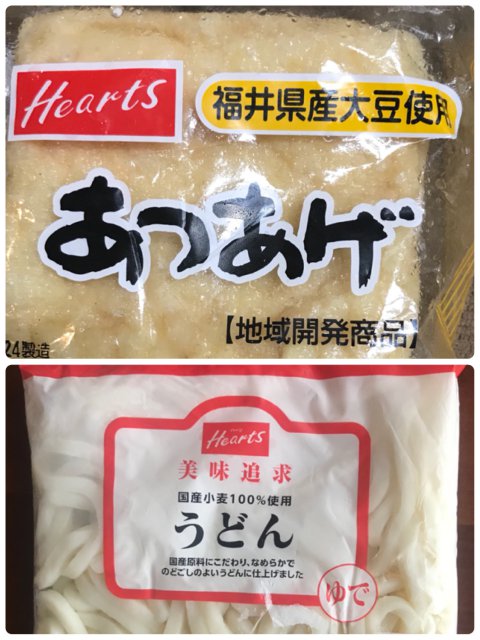 Hearts
福井県産大豆使用
あつあげ
【地域開発商品】
24製造
Hearts
美味追求
国産小麦100%使用
うどん
国産原料にこだわり、なめらかで
のどごしのよいうどんに仕上げました
ゆで